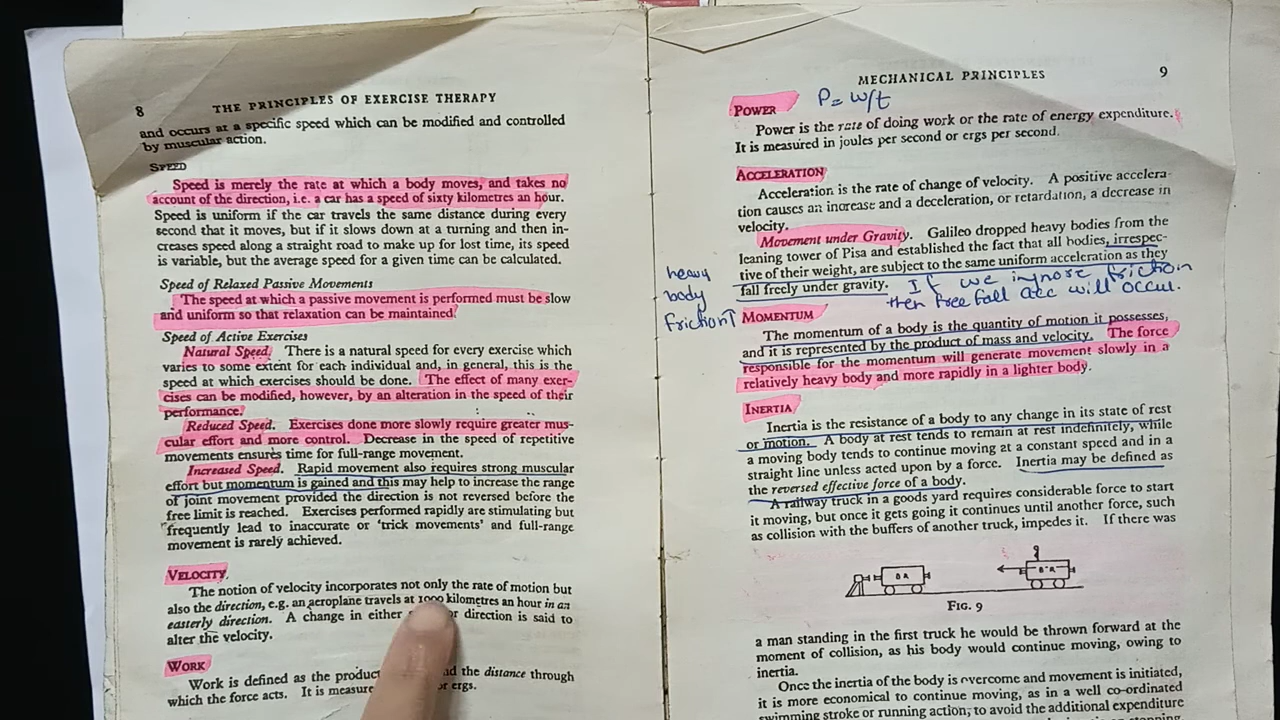 8 THE PRINCIPLES OF EXERCISE THERAPY
and occurs at a specific speed which can be modified and controlled
by muscular action.
SPEED
Speed is merely the rate at which a body moves, and takes no
account of the direction, i.e. a car has a speed of sixty kilometres an hour.
Speed is uniform if the car travels the same distance during every
second that it moves, but if it slows down at a turning and then in-
creases speed along a straight road to make up for lost time, its speed
is variable, but the average speed for a given time can be calculated.
Speed of Relaxed Passive Movements
The speed at which a passive movement is performed must be slow
and uniform so that relaxation can be maintained.
Speed of Active Exercises
Natural Speed. There is a natural speed for every exercise which
varies to some extent for each individual and, in general, this is the
speed at which exercises should be done. The effect of many exer-
cises can be modified, however, by an alteration in the speed of their
performance.
Reduced Speed. Exercises done more slowly require greater mus-
cular effort and more control. Decrease in the speed of repetitive
movements ensures time for full-range movement.
Increased Speed. Rapid movement also requires strong muscular
effort but momentum is gained and this may help to increase the range
of joint movement provided the direction is not reversed before the
free limit is reached. Exercises performed rapidly are stimulating but
frequently lead to inaccurate or 'trick movements' and full-range
movement is rarely achieved.
VELOCITY.
The notion of velocity incorporates not only the rate of motion but
also the direction, e.g. an aeroplane travels at 1000 kilometres an hour in an
easterly direction. A change in either direction is said to
alter the velocity.
WORK
Work is defined as the the distance through
which the force acts. It is ergs.
MECHANICAL PRINCIPLES 9
POWER P = W/t
Power is the rate of doing work or the rate of energy expenditure.
It is measured in joules per second or ergs per second.
ACCELERATION
Acceleration is the rate of change of velocity. A positive accelera-
tion causes an increase and a deceleration, or retardation, a decrease in
velocity.
Movement under Gravity. Galileo dropped heavy bodies from the
leaning tower of Pisa and established the fact that all bodies, irrespec-
tive of their weight, are subject to the same uniform acceleration as they
fall freely under gravity. If we ignore friction
then free fall acc will occur.
heavy
body
friction↑
MOMENTUM
The momentum of a body is the quantity of motion it possesses,
and it is represented by the product of mass and velocity. The force
responsible for the momentum will generate movement slowly in a
relatively heavy body and more rapidly in a lighter body.
INERTIA
Inertia is the resistance of a body to any change in its state of rest
or motion. A body at rest tends to remain at rest indefinitely, while
a moving body tends to continue moving at a constant speed and in a
straight line unless acted upon by a force. Inertia may be defined as
the reversed effective force of a body.
A railway truck in a goods yard requires considerable force to start
it moving, but once it gets going it continues until another force, such
as collision with the buffers of another truck, impedes it. If there was
FIG. 9
a man standing in the first truck he would be thrown forward at the
moment of collision, as his body would continue moving, owing to
inertia.
Once the inertia of the body is overcome and movement is initiated,
it is more economical to continue moving, as in a well co-ordinated
swimming stroke or running action, to avoid the additional expenditure